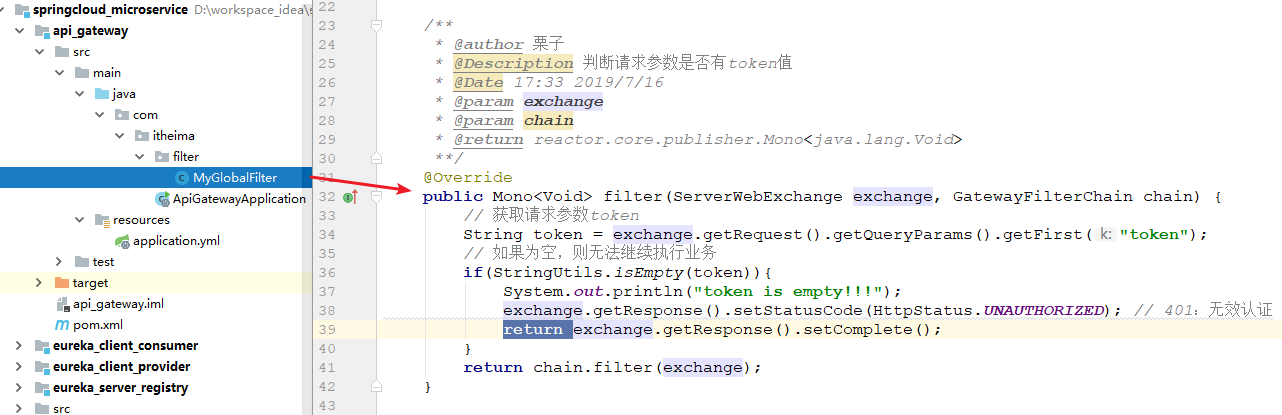 springcloud_microservice D:\workspace_idea\s
api_gateway
src
main
java
com
itheima
filter
MyGlobalFilter
ApiGatewayApplication
resources
application.yml
test
target
api_gateway.iml
pom.xml
eureka_client_consumer
eureka_client_provider
eureka_server_registry
src
22
23 /**
24 * @author 栗子
25 * @Description 判断请求参数是否有token值
26 * @Date 17:33 2019/7/16
27 * @param exchange
28 * @param chain
29 * @return reactor.core.publisher.Mono<java.lang.Void>
30 **/
31 @Override
32 public Mono<Void> filter(ServerWebExchange exchange, GatewayFilterChain chain) {
33 // 获取请求参数token
34 String token = exchange.getRequest().getQueryParams().getFirst( k: "token");
35 // 如果为空，则无法继续执行业务
36 if(StringUtils.isEmpty(token)){
37 System.out.println("token is empty!!!");
38 exchange.getResponse().setStatusCode(HttpStatus.UNAUTHORIZED); // 401：无效认证
39 return exchange.getResponse().setComplete();
40 }
41 return chain.filter(exchange);
42 }